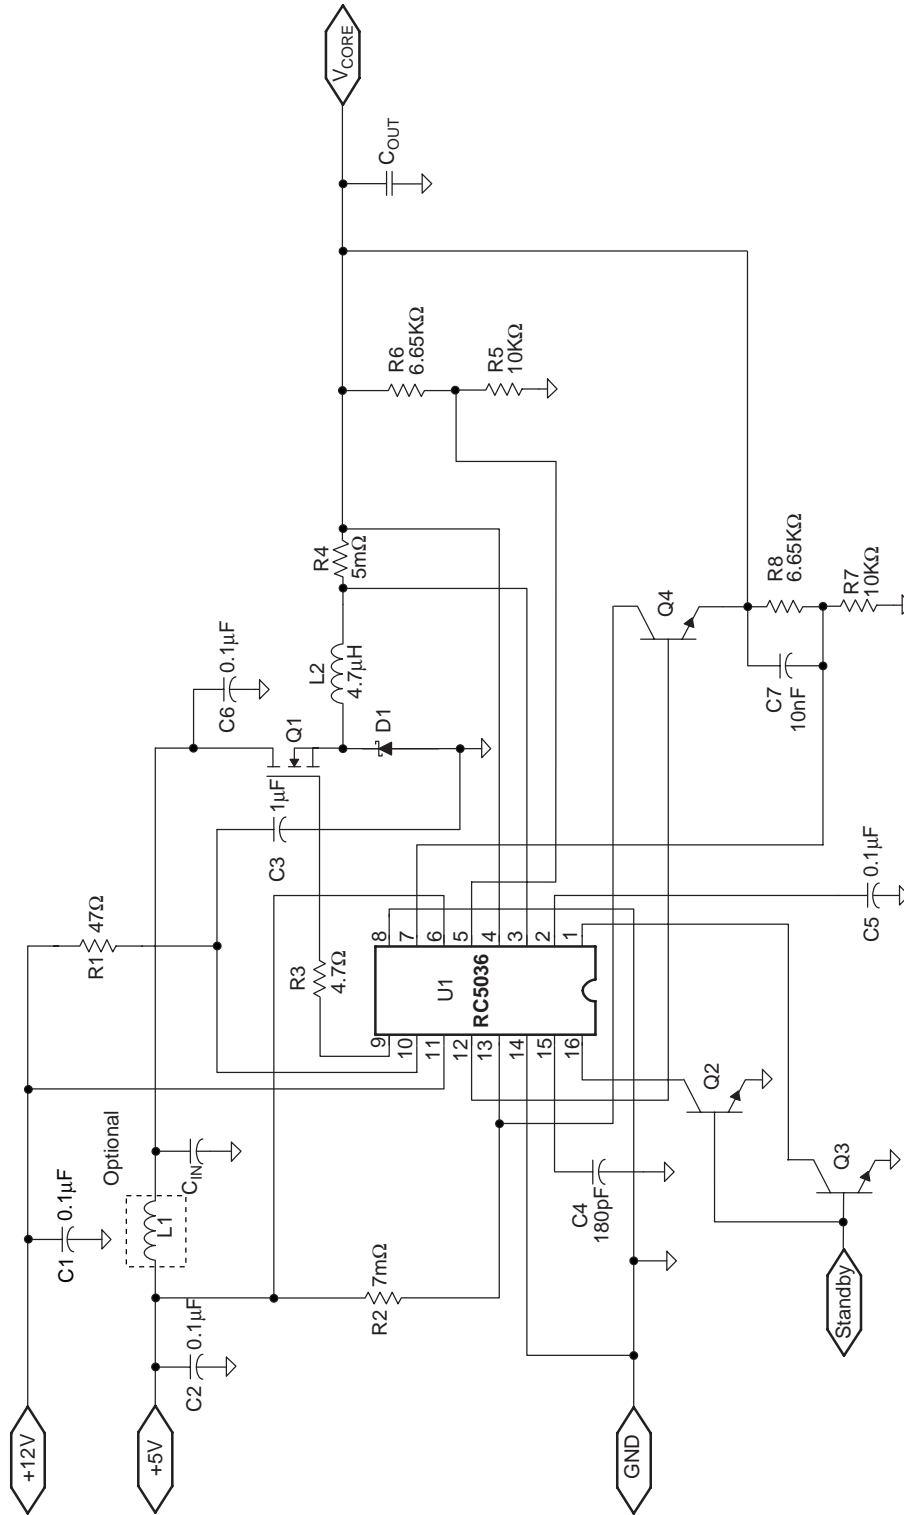 +12V
+5V
GND
Standby
C2
0.1µF
C1
0.1µF
Optional
L1
CIN
R2
7mΩ
C4
180pF
Q3
Q2
R1
47Ω
R3
4.7Ω
U1
RC5036
9
10
11
12
13
14
15
16
8
7
6
5
4
3
2
1
C3
1µF
C6
0.1µF
Q1
D1
L2
4.7µH
R4
5mΩ
R6
6.65KΩ
R5
10KΩ
COUT
VCORE
Q4
C7
10nF
R8
6.65KΩ
R7
10KΩ
C5
0.1µF